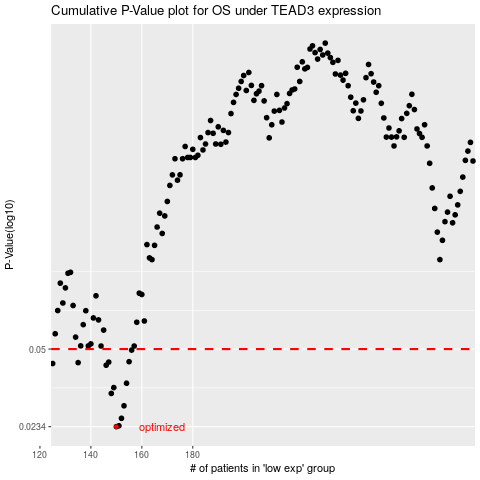 Cumulative P-Value plot for OS under TEAD3 expression
P-Value(log10)
0.05
0.0234
optimized
120 140 160 180
# of patients in 'low exp' group